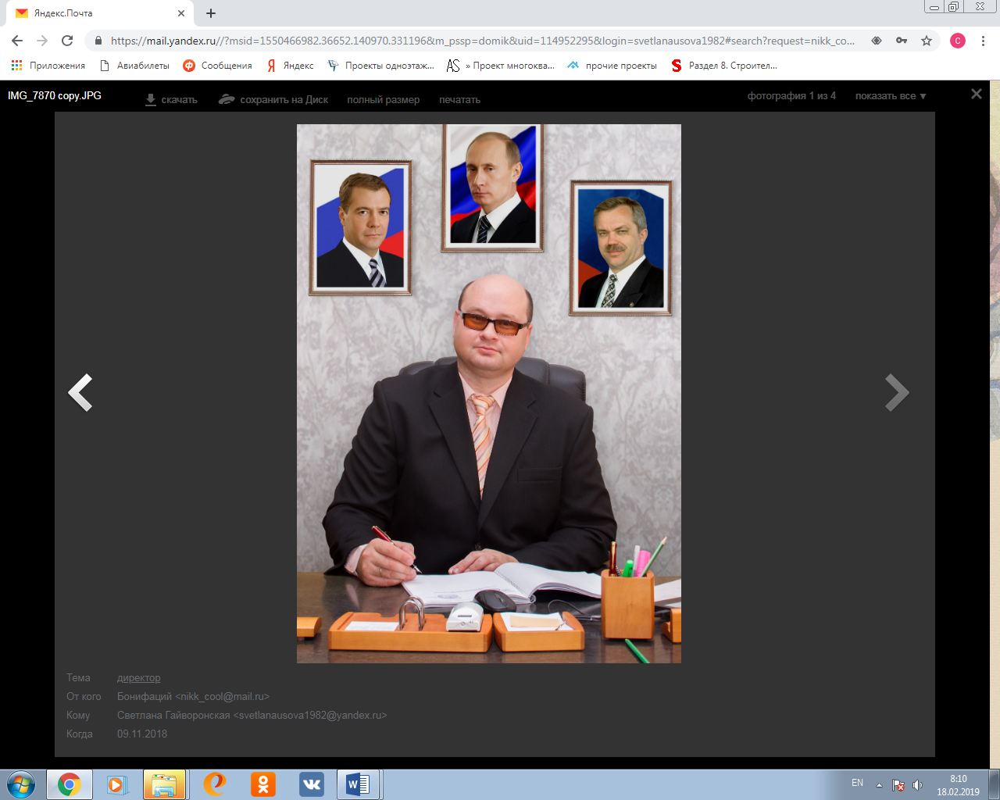 Яндекс.Почта
https://mail.yandex.ru//?msid=1550466982.36652.140970.331196&m_pssp=domik&uid=114952295&login=svetlanausova1982#search?request=nikk_co...
C
Приложения Авиабилеты Сообщения Яндекс Проекты одноэтаж... » Проект многоква... прочие проекты Раздел 8. Строител...
IMG_7870 copy.JPG скачать сохранить на Диск полный размер печатать фотография 1 из 4 показать все
Тема директор
От кого Бонифаций <nikk_cool@mail.ru>
Кому Светлана Гайворонская <svetlanausova1982@yandex.ru>
Когда 09.11.2018
EN 8:10
18.02.2019